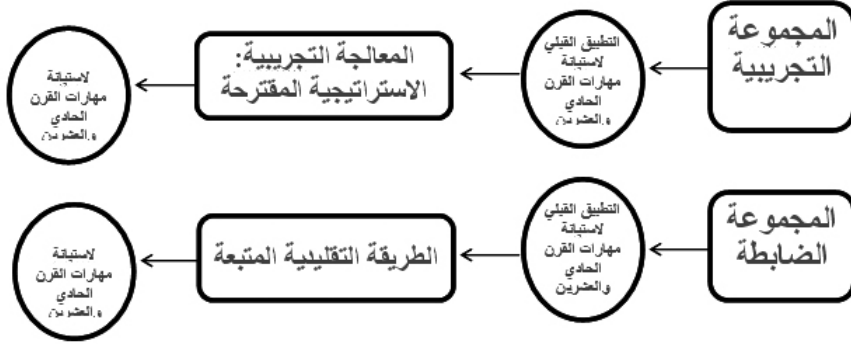 المجموعة
التجريبية
التطبيق القبلي
لاستبانة
مهارات القرن
الحادي
والعشرين
المعالجة التجريبية:
الاستراتيجية المقترحة
لاستبانة
مهارات القرن
الحادي
والعشرين
المجموعة
الضابطة
التطبيق القبلي
لاستبانة
مهارات القرن
الحادي
والعشرين
الطريقة التقليدية المتبعة
لاستبانة
مهارات القرن
الحادي
والعشرين